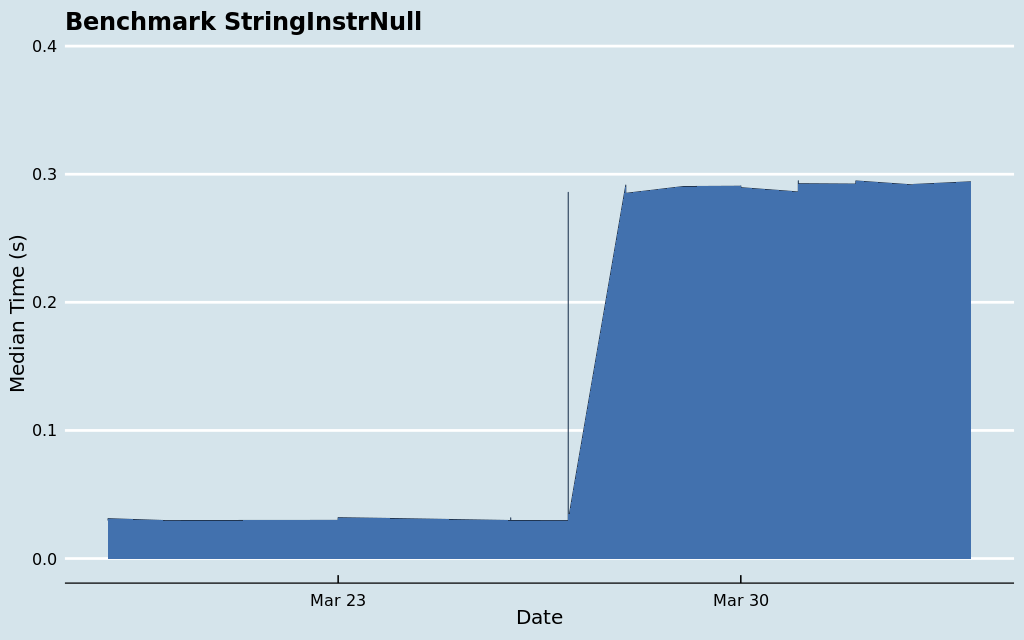 Benchmark StringInstrNull
0.4
0.3
0.2
0.1
0.0
Median Time (s)
Mar 23
Mar 30
Date